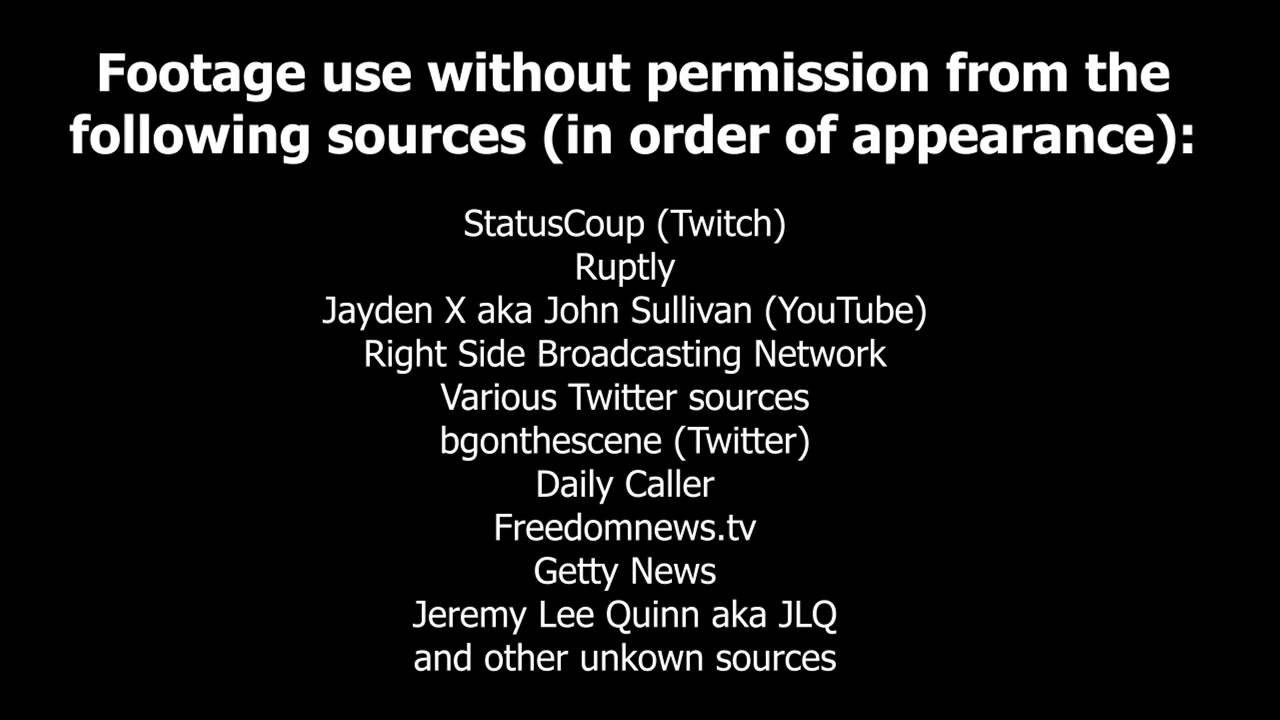 Footage use without permission from the
following sources (in order of appearance):
StatusCoup (Twitch)
Ruptly
Jayden X aka John Sullivan (YouTube)
Right Side Broadcasting Network
Various Twitter sources
bgonthescene (Twitter)
Daily Caller
Freedomnews.tv
Getty News
Jeremy Lee Quinn aka JLQ
and other unkown sources